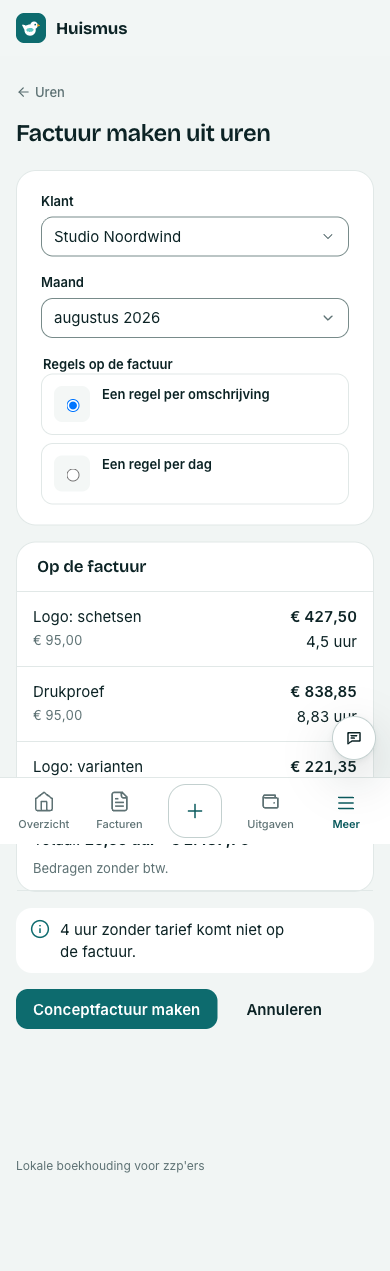 Huismus
Uren
Factuur maken uit uren
Klant
Studio Noordwind
Maand
augustus 2026
Regels op de factuur
Een regel per omschrijving
Een regel per dag
Op de factuur
Logo: schetsen € 427,50
€ 95,00 4,5 uur
Drukproef € 838,85
€ 95,00 8,83 uur
Logo: varianten € 221,35
Overzicht Facturen Uitgaven Meer
Bedragen zonder btw.
4 uur zonder tarief komt niet op
de factuur.
Conceptfactuur maken Annuleren
Lokale boekhouding voor zzp'ers